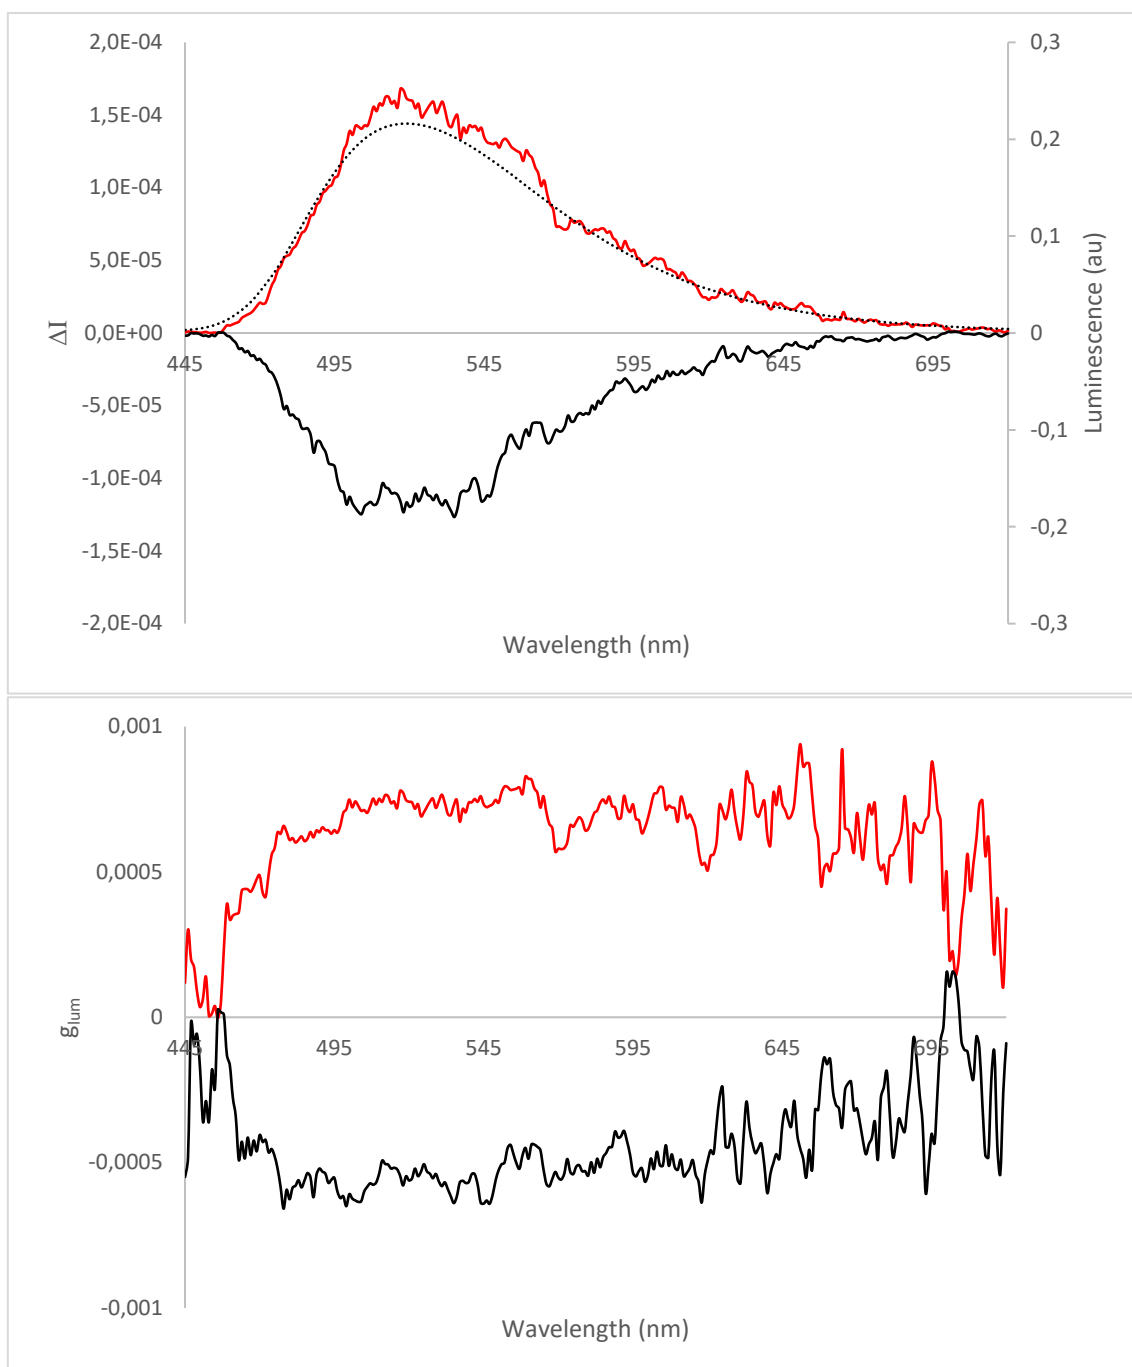 2,0E-04
1,5E-04
1,0E-04
5,0E-05
0,0E+00
-5,0E-05
-1,0E-04
-1,5E-04
-2,0E-04
ΔI
445 495 545 595 645 695
0,3
0,2
0,1
0
-0,1
-0,2
-0,3
Luminescence (au)
Wavelength (nm)
0,001
0,0005
0
-0,0005
-0,001
glum
445 495 545 595 645 695
Wavelength (nm)